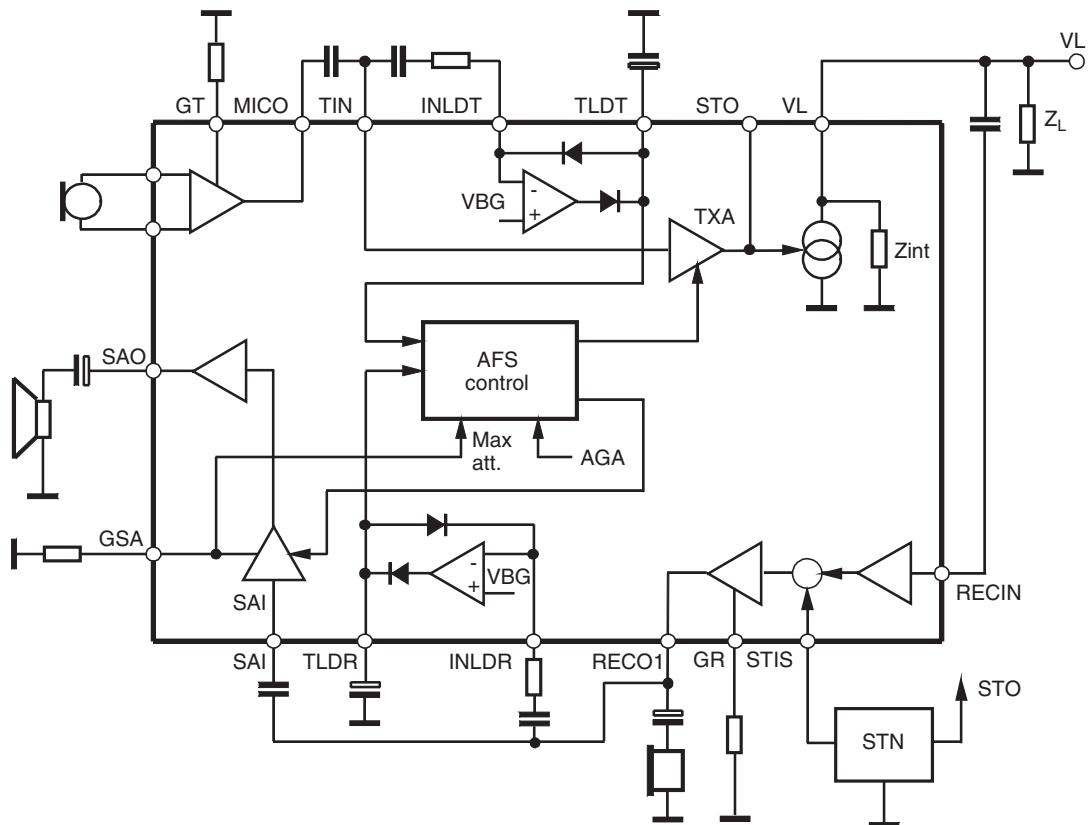 VL
GT MICO TIN INLDT TLDT STO VL
ZL
VBG
-
+
TXA
Zint
SAO
AFS
control
Max
att.
AGA
GSA
-
VBG
+
SAI
RECIN
SAI TLDR INLDR RECO1 GR STIS
STO
STN